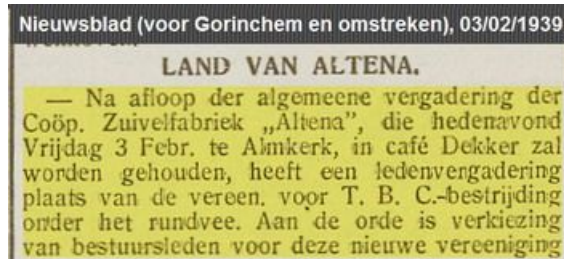 Nieuwsblad (voor Gorinchem en omstreken), 03/02/1939
LAND VAN ALTENA.
— Na afloop der algemeene vergadering der
Coöp. Zuivelfabriek „Altena”, die hedenavond
Vrijdag 3 Febr. te Almkerk, in café Dekker zal
worden gehouden, heeft een ledenvergadering
plaats van de vereen. voor T. B. C.-bestrijding
onder het rundvee. Aan de orde is verkiezing
van bestuursleden voor deze nieuwe vereeniging